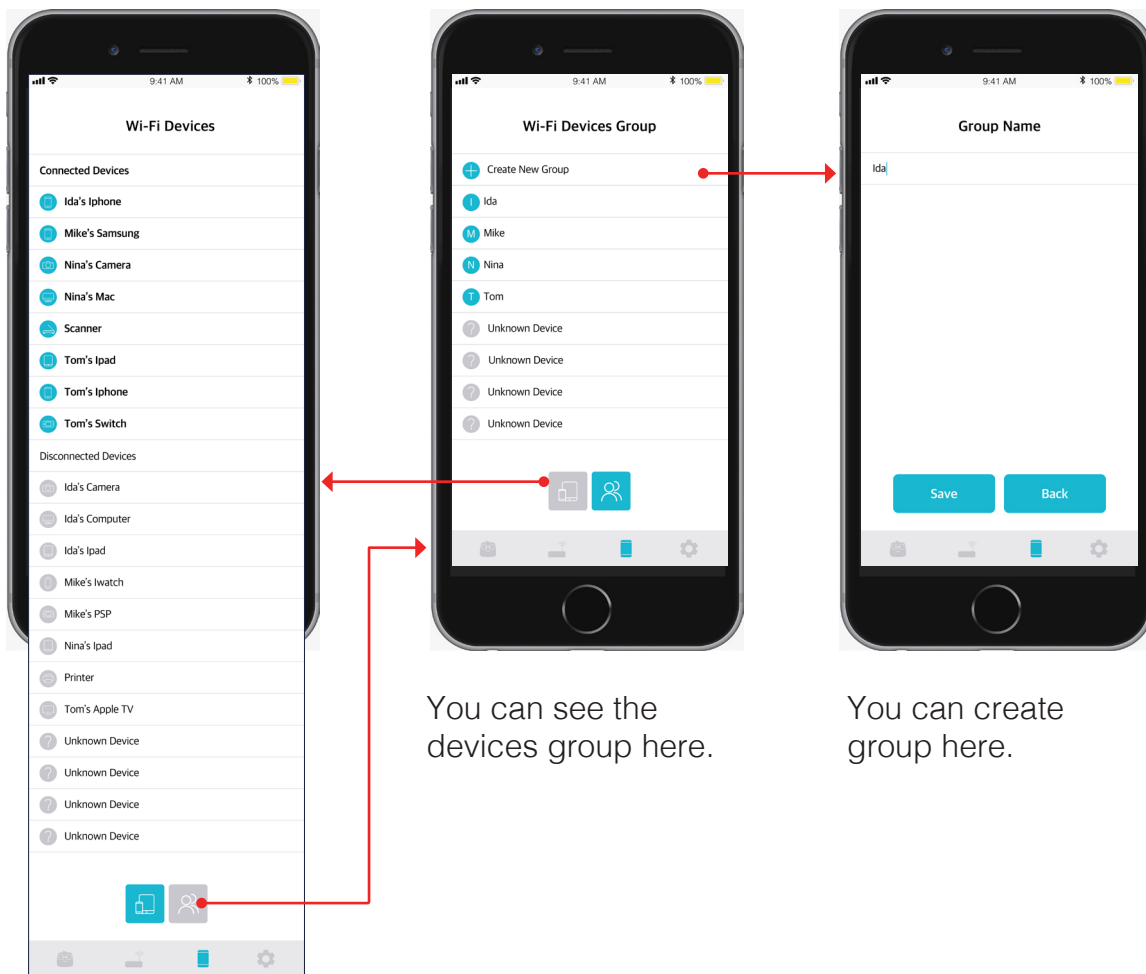 9:41 AM
100%
Wi-Fi Devices
Connected Devices
Ida's Iphone
Mike's Samsung
Nina's Camera
Nina's Mac
Scanner
Tom's Ipad
Tom's Iphone
Tom's Switch
Disconnected Devices
Ida's Camera
Ida's Computer
Ida's Ipad
Mike's Iwatch
Mike's PSP
Nina's Ipad
Printer
Tom's Apple TV
Unknown Device
Unknown Device
Unknown Device
Unknown Device
9:41 AM
100%
Wi-Fi Devices Group
Create New Group
I Ida
M Mike
N Nina
T Tom
? Unknown Device
? Unknown Device
? Unknown Device
? Unknown Device
You can see the
devices group here.
9:41 AM
100%
Group Name
Ida
Save Back
You can create
group here.